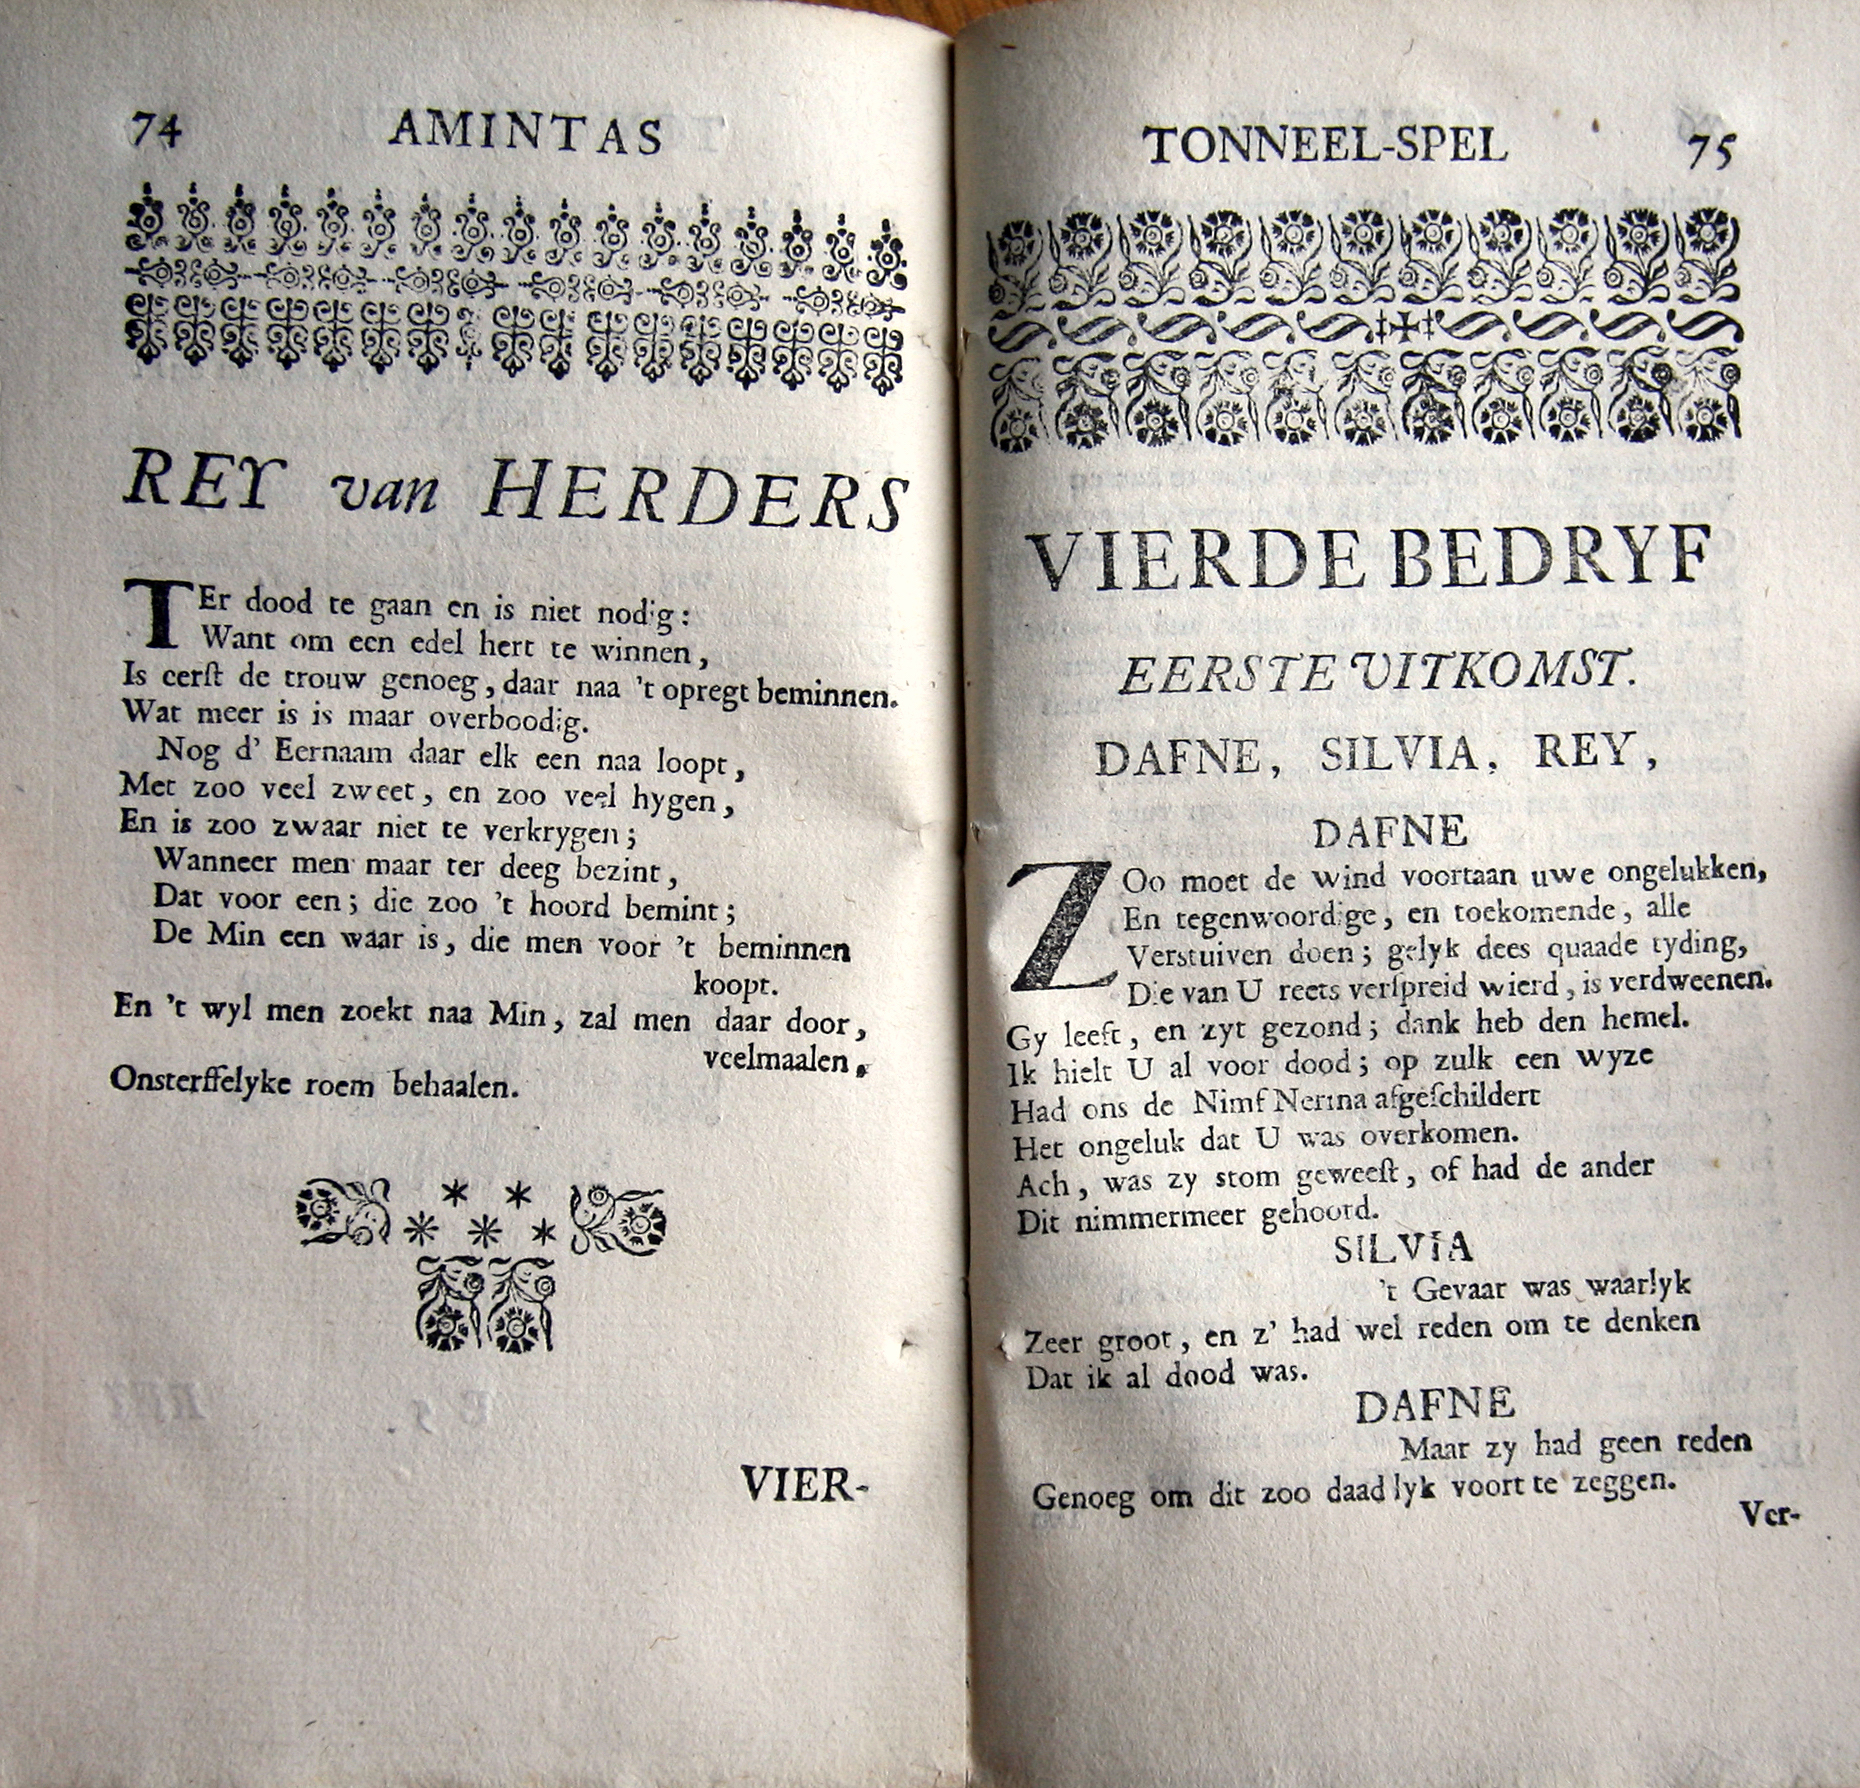 74 AMINTAS
REY van HERDERS
TEr dood te gaan en is niet nodig:
Want om een edel hert te winnen,
Is eerſt de trouw genoeg, daar naa 't opregt beminnen.
Wat meer is is maar overboodig.
Nog d' Eernaam daar elk een naa loopt,
Met zoo veel zweet, en zoo veel hygen,
En is zoo zwaar niet te verkrygen;
Wanneer men maar ter deeg bezint,
Dat voor een; die zoo 't hoord bemint;
De Min een waar is, die men voor 't beminnen
koopt.
En 't wyl men zoekt naa Min, zal men daar door,
veelmaalen,
Onsterffelyke roem behaalen.
VIER-
TONNEEL-SPEL 75
VIERDE BEDRYF
EERSTE UITKOMST.
DAFNE, SILVIA, REY,
DAFNE
ZOo moet de wind voortaan uwe ongelukken,
En tegenwoordige, en toekomende, alle
Verstuiven doen; gelyk dees quaade tyding,
Die van U reets verſpreid wierd, is verdweenen.
Gy leeft, en zyt gezond; dank heb den hemel.
Ik hielt U al voor dood; op zulk een wyze
Had ons de Nimf Nerina afgeſchildert
Het ongeluk dat U was overkomen.
Ach, was zy stom geweeſt, of had de ander
Dit nimmermeer gehoord.
SILVIA
't Gevaar was waarlyk
Zeer groot, en z' had wel reden om te denken
Dat ik al dood was.
DAFNE
Maar zy had geen reden
Genoeg om dit zoo daadlyk voort te zeggen.
Ver-